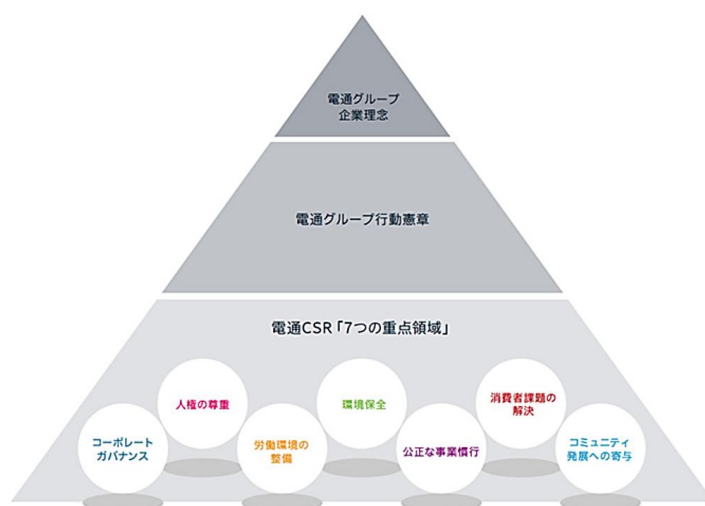 電通グループ
企業理念
電通グループ行動憲章
電通CSR「7つの重点領域」
コーポレート
ガバナンス
人権の尊重
労働環境の
整備
環境保全
公正な事業慣行
消費者課題の
解決
コミュニティ
発展への寄与